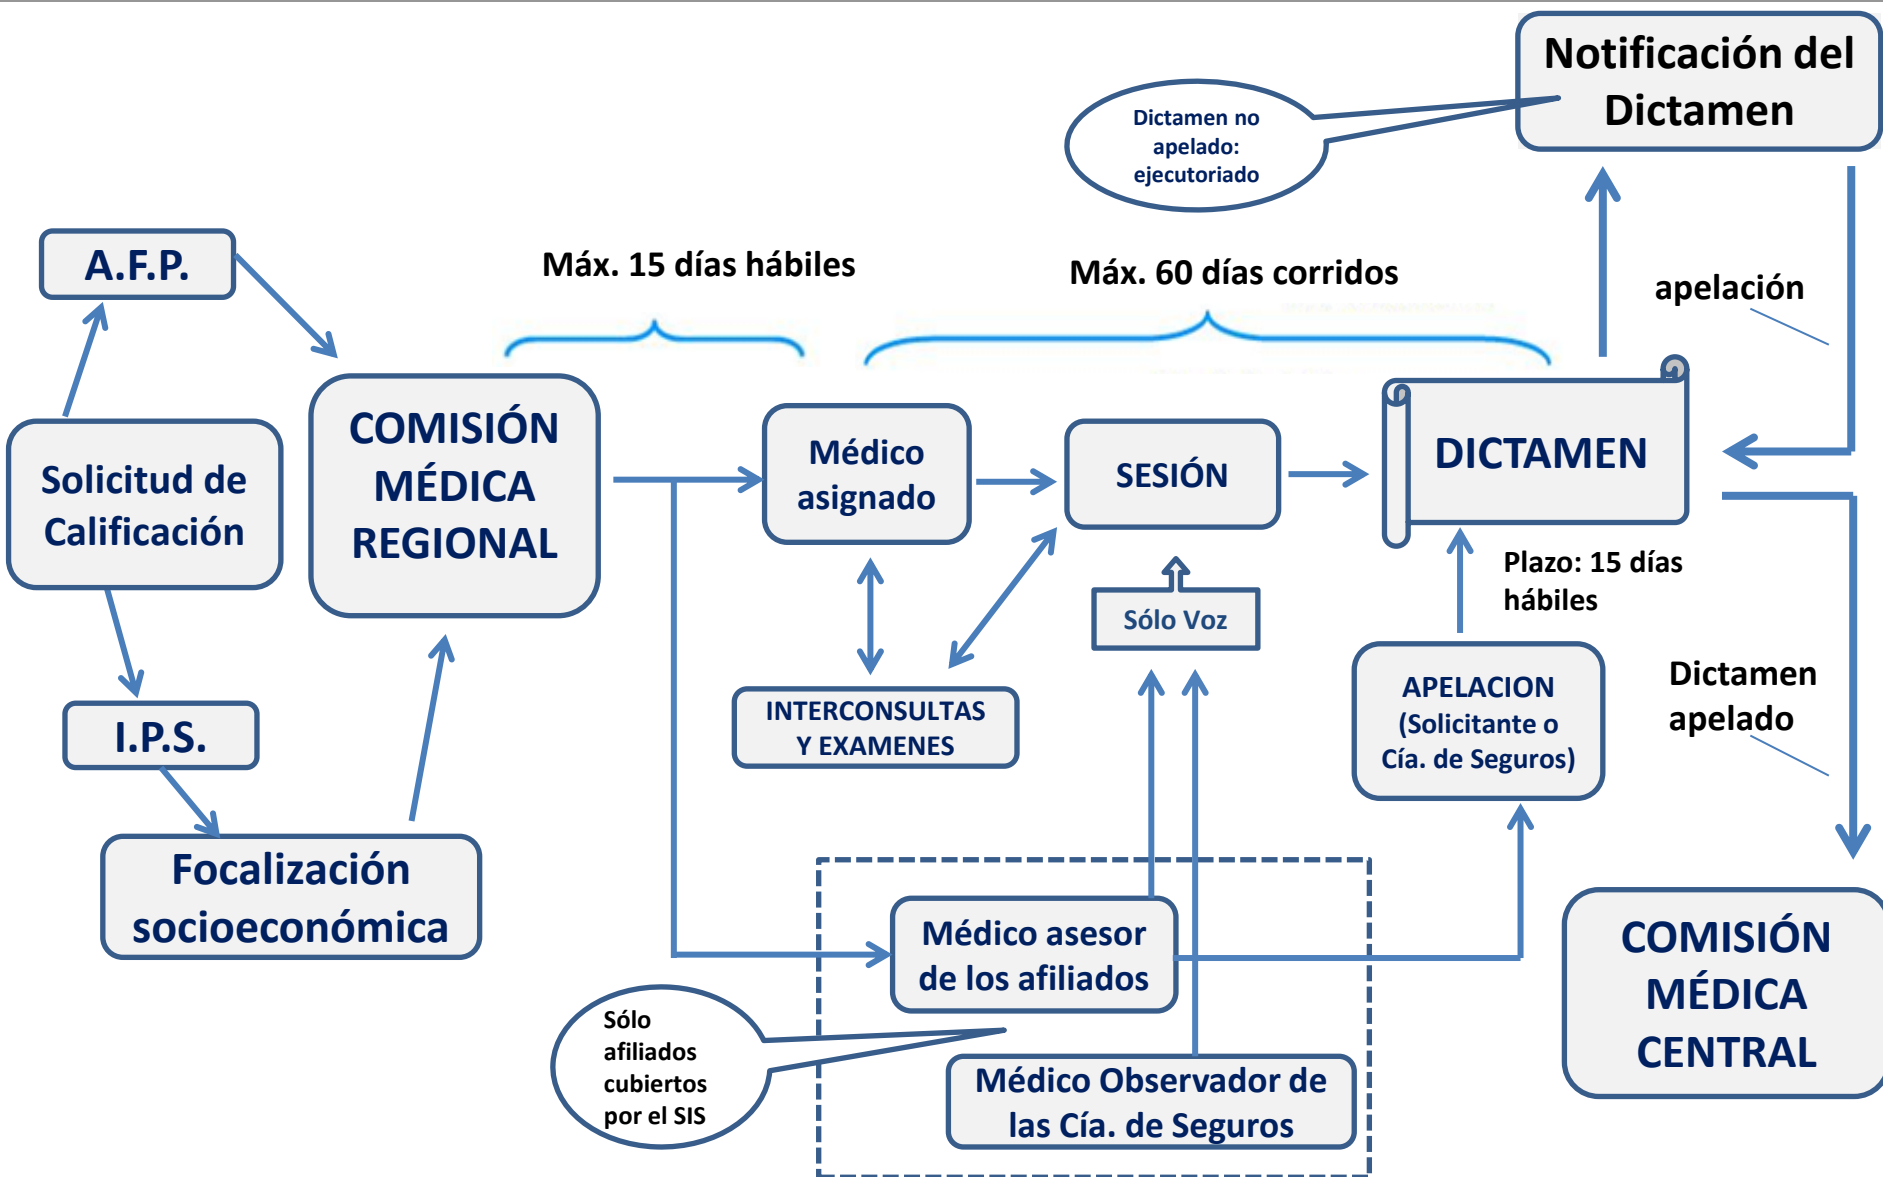 Notificación del
Dictamen
Dictamen no
apelado:
ejecutoriado
A.F.P.
Máx. 15 días hábiles
Máx. 60 días corridos
apelación
Solicitud de
Calificación
COMISIÓN
MÉDICA
REGIONAL
Médico
asignado
SESIÓN
DICTAMEN
Plazo: 15 días
hábiles
Sólo Voz
I.P.S.
INTERCONSULTAS
Y EXAMENES
APELACION
(Solicitante o
Cía. de Seguros)
Dictamen
apelado
Focalización
socioeconómica
Médico asesor
de los afiliados
COMISIÓN
MÉDICA
CENTRAL
Sólo
afiliados
cubiertos
por el SIS
Médico Observador de
las Cía. de Seguros